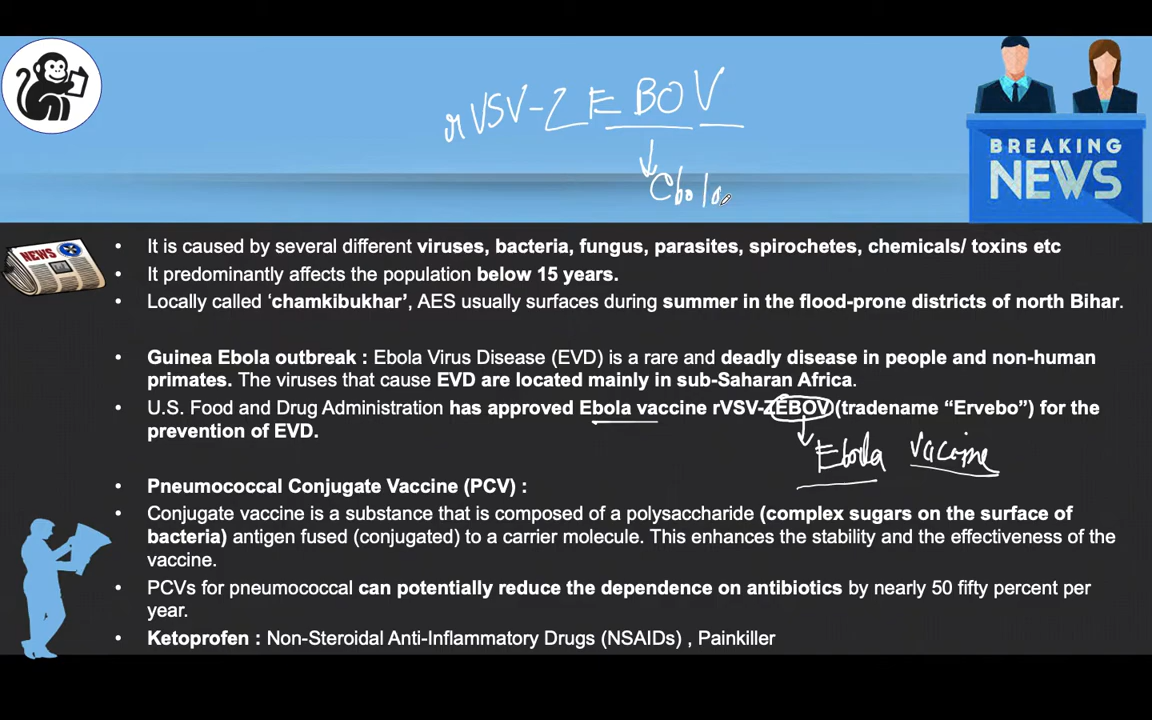 rVSV-ZEBOV
Ebola
BREAKING
NEWS
NEWS
• It is caused by several different viruses, bacteria, fungus, parasites, spirochetes, chemicals/ toxins etc
• It predominantly affects the population below 15 years.
• Locally called ‘chamkibukhar’, AES usually surfaces during summer in the flood-prone districts of north Bihar.
• Guinea Ebola outbreak : Ebola Virus Disease (EVD) is a rare and deadly disease in people and non-human
primates. The viruses that cause EVD are located mainly in sub-Saharan Africa.
• U.S. Food and Drug Administration has approved Ebola vaccine rVSV-ZEBOV (tradename “Ervebo”) for the
prevention of EVD.
Ebola vaccine
• Pneumococcal Conjugate Vaccine (PCV) :
• Conjugate vaccine is a substance that is composed of a polysaccharide (complex sugars on the surface of
bacteria) antigen fused (conjugated) to a carrier molecule. This enhances the stability and the effectiveness of the
vaccine.
• PCVs for pneumococcal can potentially reduce the dependence on antibiotics by nearly 50 fifty percent per
year.
• Ketoprofen : Non-Steroidal Anti-Inflammatory Drugs (NSAIDs) , Painkiller